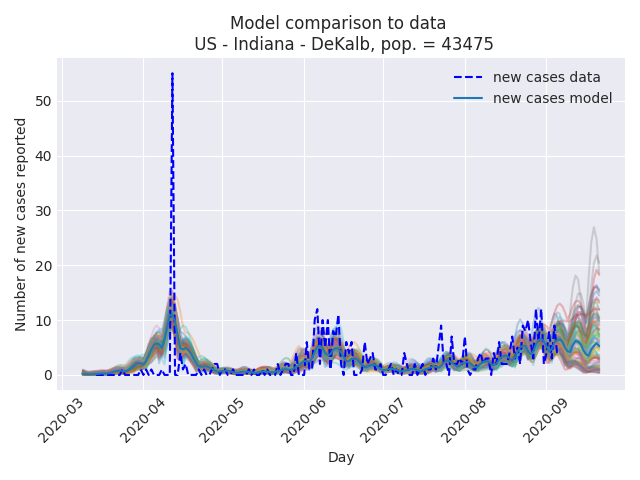 Model comparison to data
US - Indiana - DeKalb, pop. = 43475
new cases data
new cases model
Number of new cases reported
50
40
30
20
10
0
2020-03
2020-04
2020-05
2020-06
2020-07
2020-08
2020-09
Day